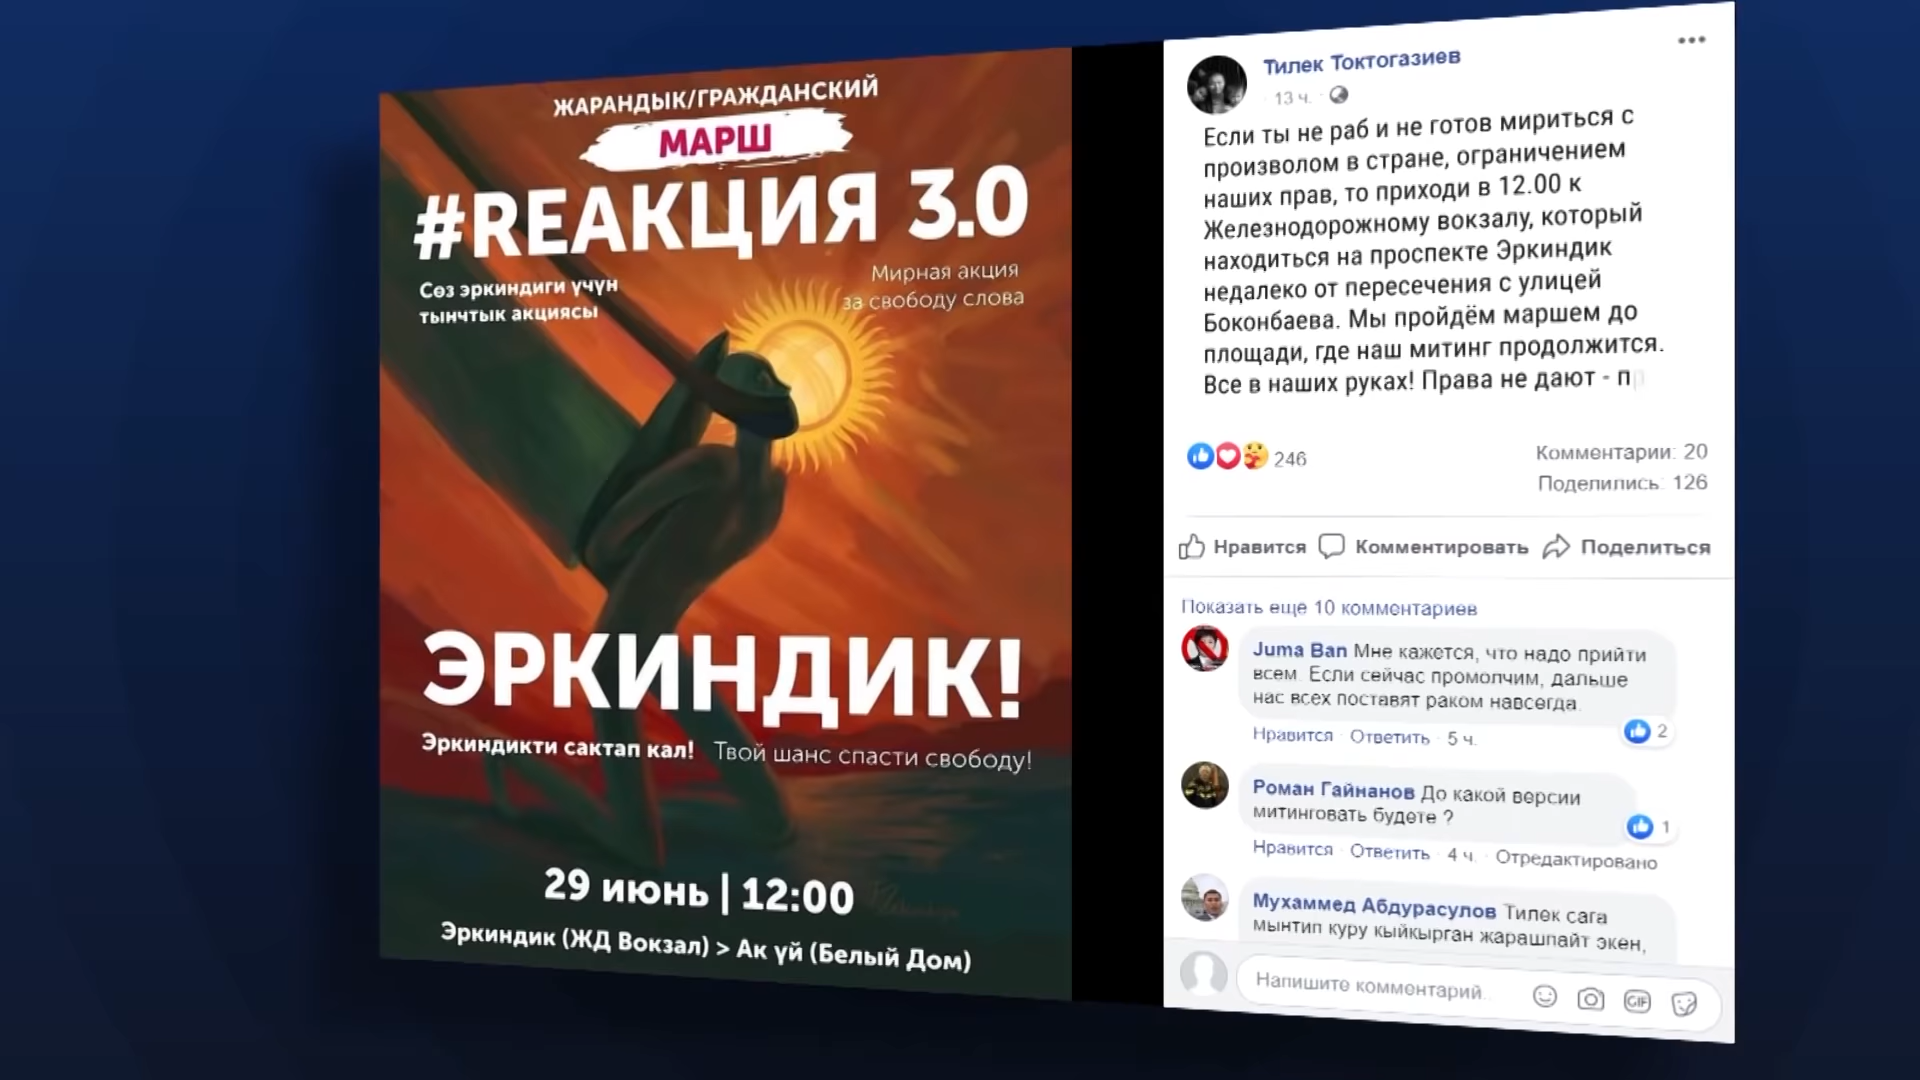 ЖАРАНДЫК/ГРАЖДАНСКИЙ
МАРШ
#REАКЦИЯ 3.0
Сөз эркиндиги үчүн
тынчтык акциясы
Мирная акция
за свободу слова
ЭРКИНДИК!
Эркиндикти сактап кал! Твой шанс спасти свободу!
29 июнь | 12:00
Эркиндик (ЖД Вокзал) > Ак үй (Белый Дом)
Тилек Токтогазиев
13 ч.
Если ты не раб и не готов мириться с
произволом в стране, ограничением
наших прав, то приходи в 12.00 к
Железнодорожному вокзалу, который
находиться на проспекте Эркиндик
недалеко от пересечения с улицей
Боконбаева. Мы пройдём маршем до
площади, где наш митинг продолжится.
Все в наших руках! Права не дают - п
246
Комментарии: 20
Поделились: 126
Нравится Комментировать Поделиться
Показать еще 10 комментариев
Juma Ban Мне кажется, что надо прийти
всем. Если сейчас промолчим, дальше
нас всех поставят раком навсегда.
2
Нравится · Ответить · 5 ч.
Роман Гайнанов До какой версии
митинговать будете ?
1
Нравится · Ответить · 4 ч. · Отредактировано
Мухаммед Абдурасулов Тилек сага
мынтип куру кыйкырган жарашпайт экен,
Напишите комментарий...
GIF